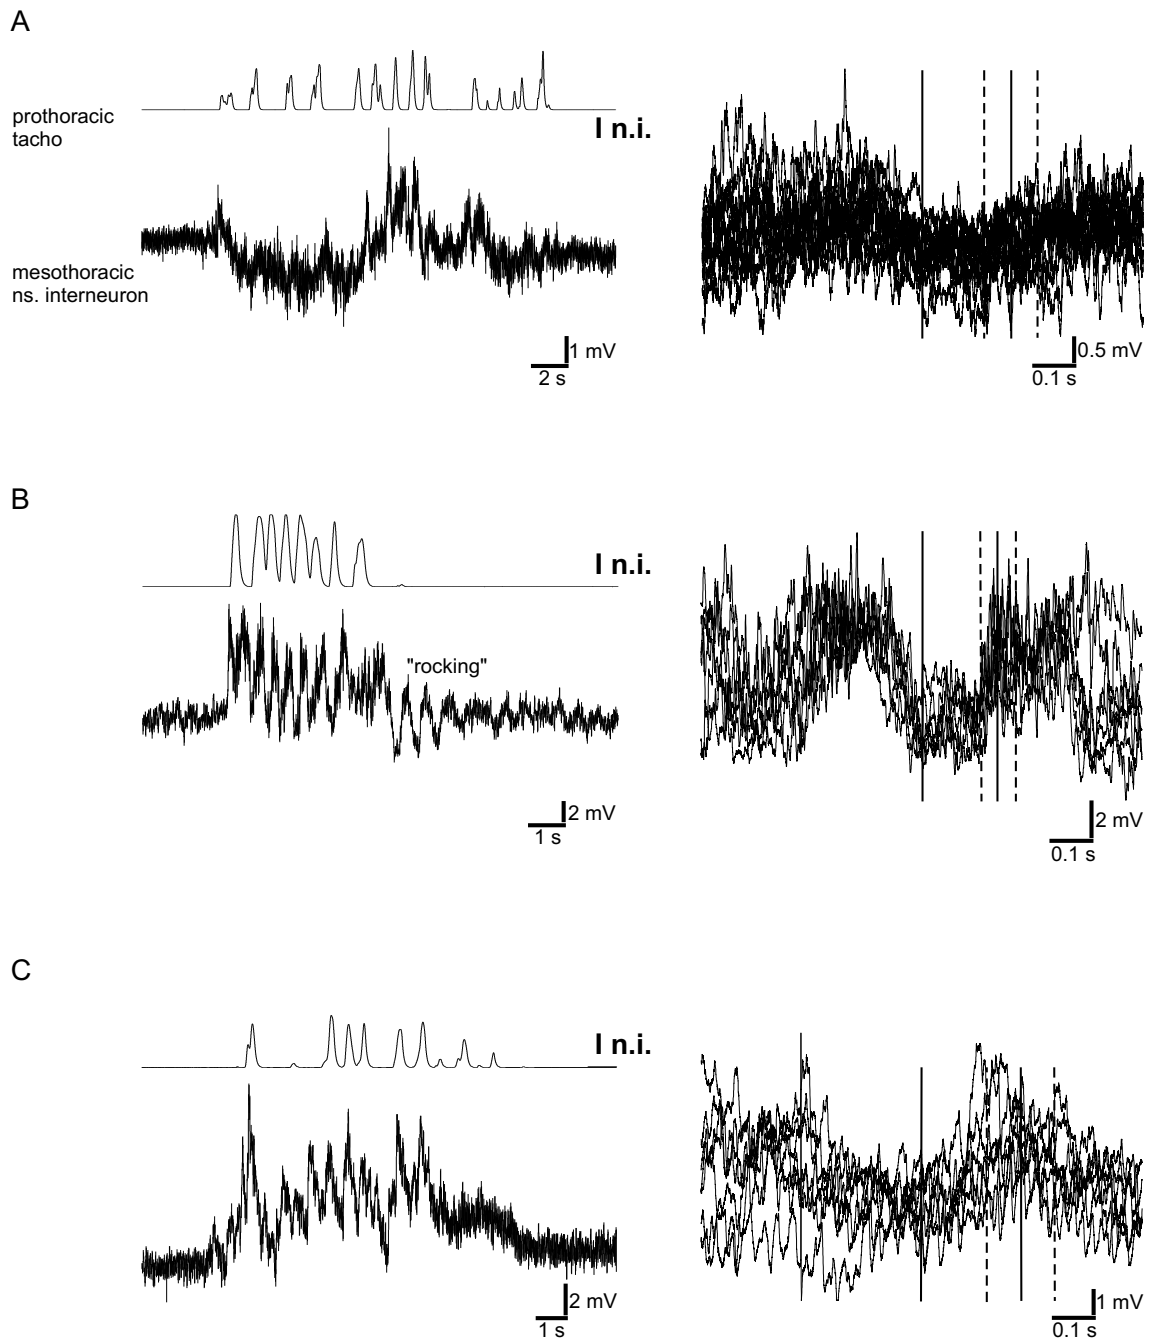 A
prothoracic
tacho
I n.i.
mesothoracic
ns. interneuron
1 mV
2 s
0.5 mV
0.1 s
B
I n.i.
"rocking"
2 mV
1 s
2 mV
0.1 s
C
I n.i.
2 mV
1 s
1 mV
0.1 s